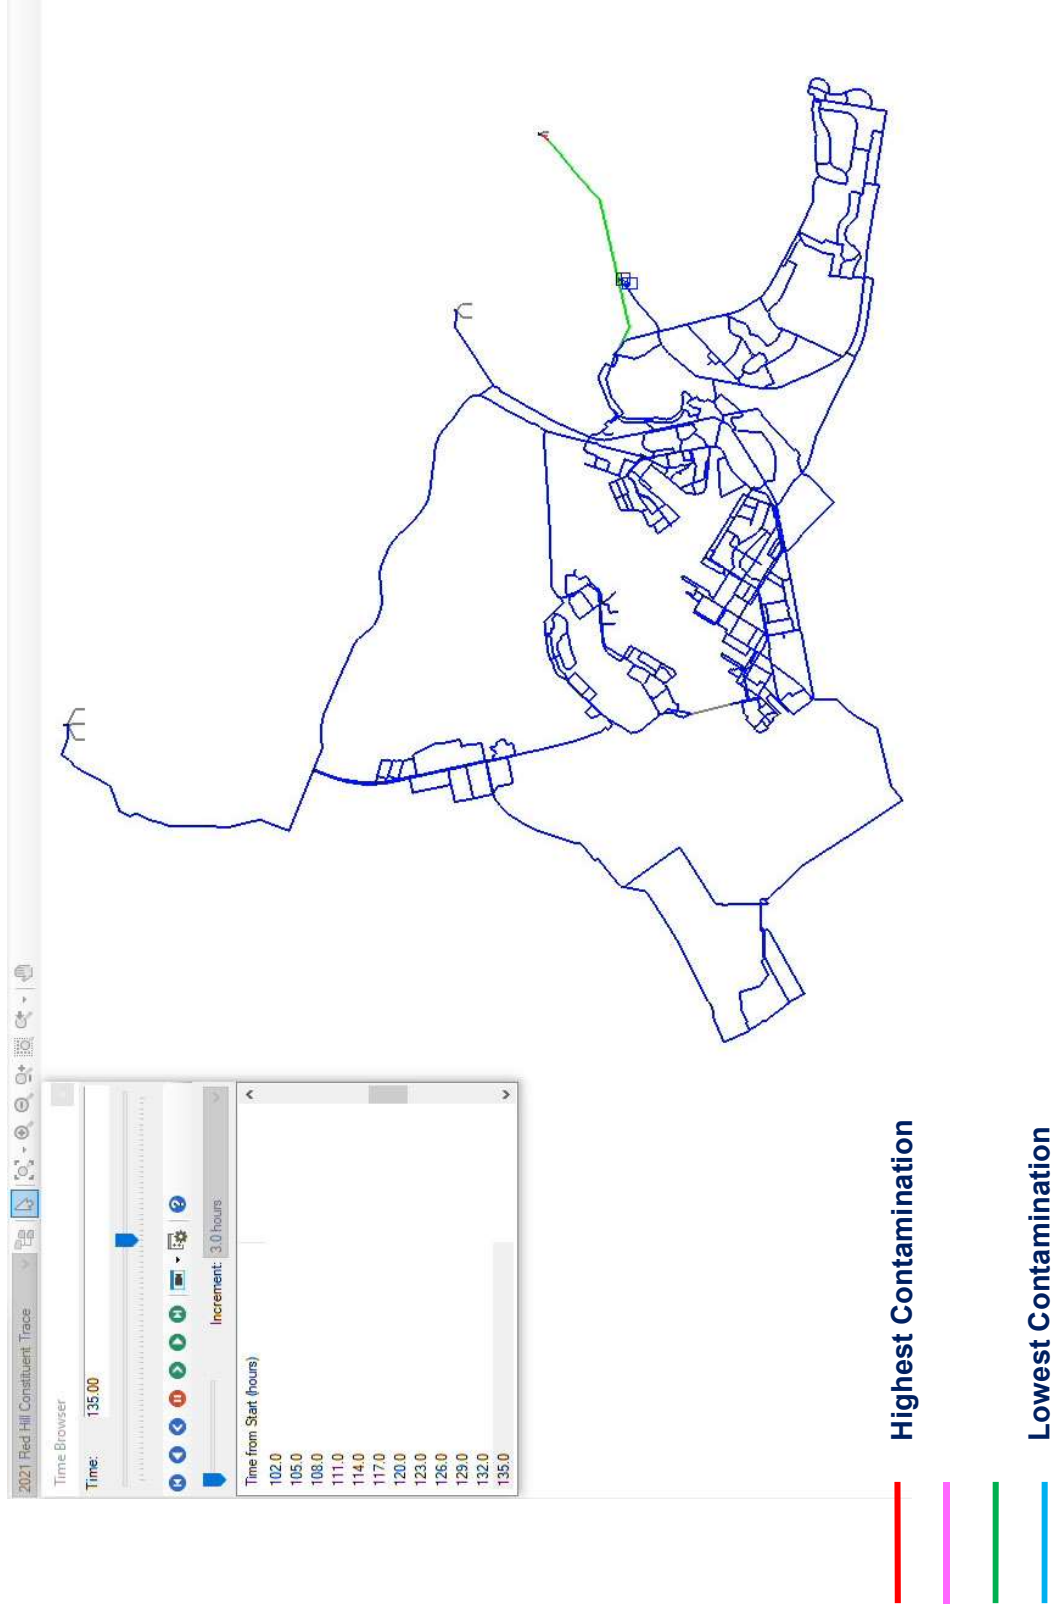 2021 Red Hill Constituent Trace
Time Browser
Time:
135.00
Increment:
3.0 hours
Time from Start (hours)
102.0
105.0
108.0
111.0
114.0
117.0
120.0
123.0
126.0
129.0
132.0
135.0
Highest Contamination
Lowest Contamination